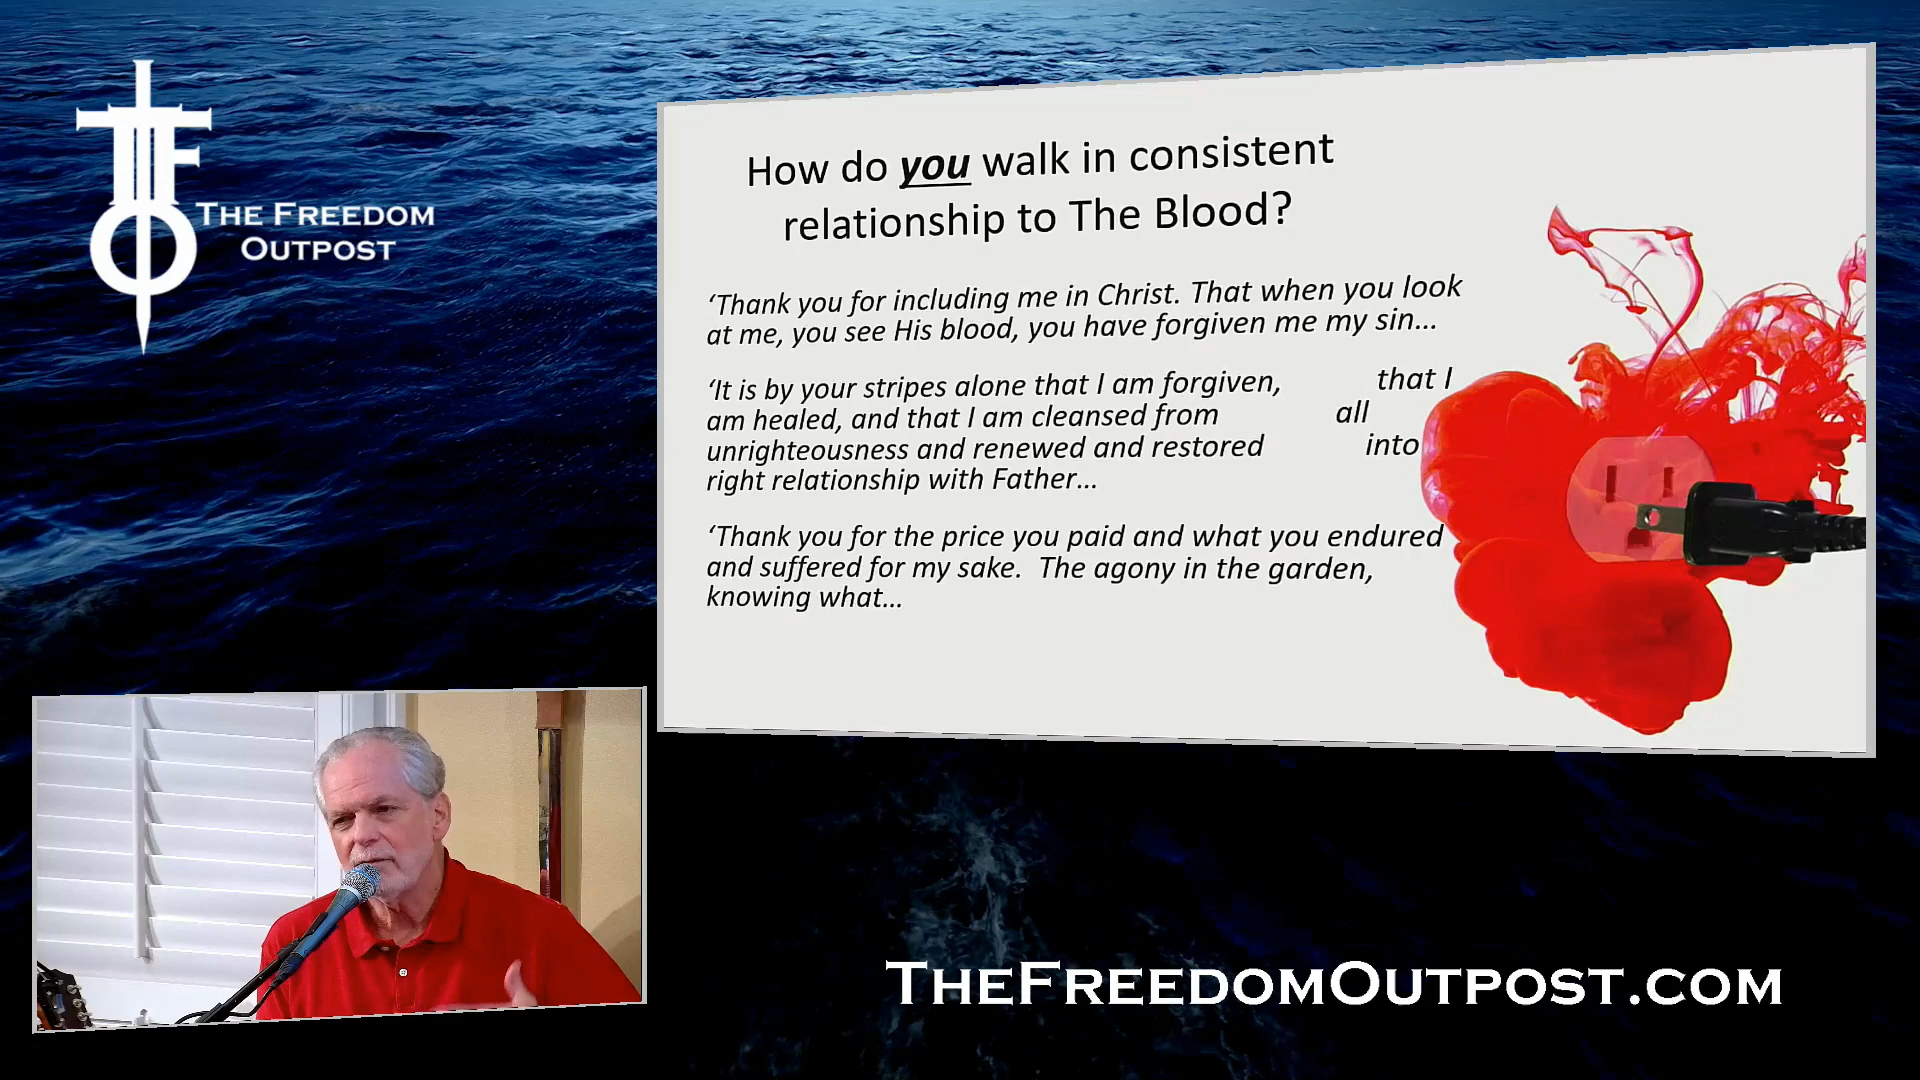 THE FREEDOM
OUTPOST
How do you walk in consistent
relationship to The Blood?
‘Thank you for including me in Christ. That when you look
at me, you see His blood, you have forgiven me my sin...
‘It is by your stripes alone that I am forgiven, that I
am healed, and that I am cleansed from all
unrighteousness and renewed and restored into
right relationship with Father...
‘Thank you for the price you paid and what you endured
and suffered for my sake. The agony in the garden,
knowing what...
THEFREEDOMOUTPOST.COM